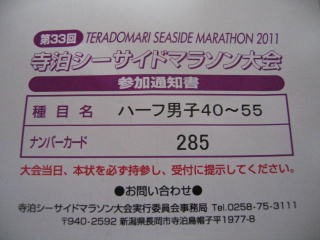 第33回 TERADOMARI SEASIDE MARATHON 2011
寺泊シーサイドマラソン大会
参加通知書
種目名 ハーフ男子40～55
ナンバーカード 285
大会当日、本状を必ず持参し、受付に提示してください。
●お問い合わせ●
寺泊シーサイドマラソン大会実行委員会事務局 Tel.0258-75-3111
〒940-2592 新潟県長岡市寺泊烏帽子平1977-8